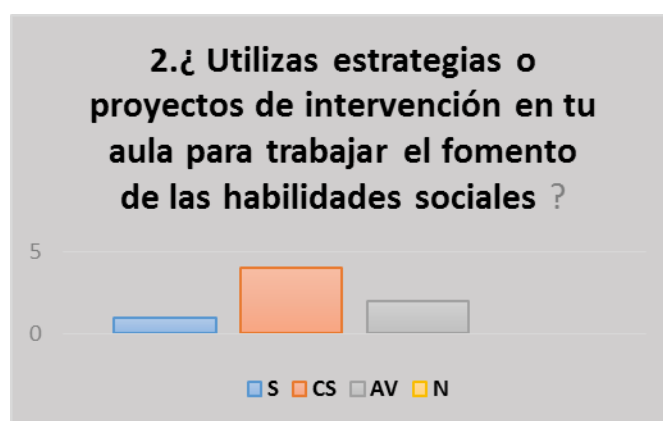 2.¿ Utilizas estrategias o
proyectos de intervención en tu
aula para trabajar el fomento
de las habilidades sociales ?
5
0
S CS AV N